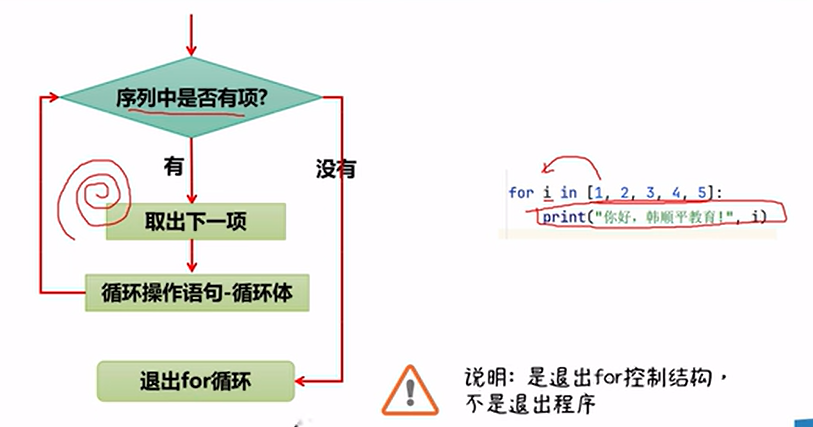 序列中是否有项?
有
没有
取出下一项
循环操作语句-循环体
退出for循环
for i in [1, 2, 3, 4, 5]:
print("你好，韩顺平教育!", i)
说明: 是退出for控制结构，
不是退出程序